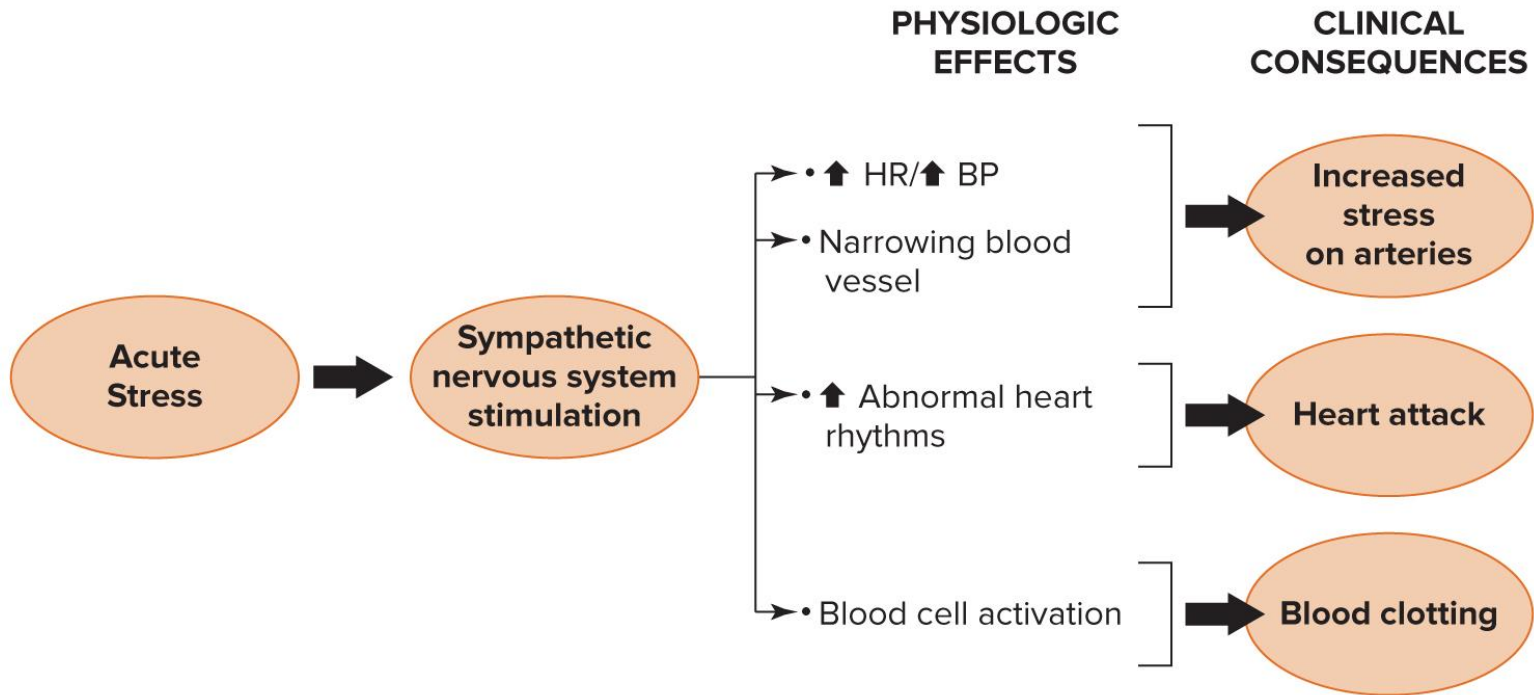 PHYSIOLOGIC
EFFECTS
CLINICAL
CONSEQUENCES
Acute
Stress
Sympathetic
nervous system
stimulation
• ⬆ HR/⬆ BP
• Narrowing blood
vessel
• ⬆ Abnormal heart
rhythms
• Blood cell activation
Increased
stress
on arteries
Heart attack
Blood clotting